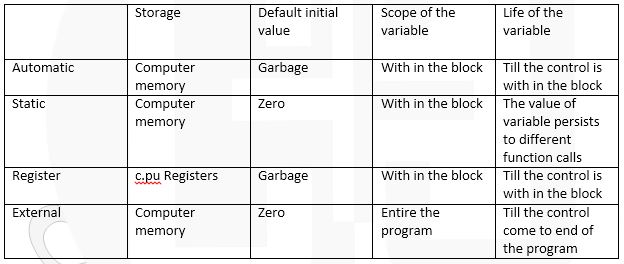 Storage Default initial Scope of the Life of the
value variable variable
Automatic Computer Garbage With in the block Till the control is
memory with in the block
Static Computer Zero With in the block The value of
memory variable persists
to different
function calls
Register c.pu Registers Garbage With in the block Till the control is
with in the block
External Computer Zero Entire the Till the control
memory program come to end of
the program